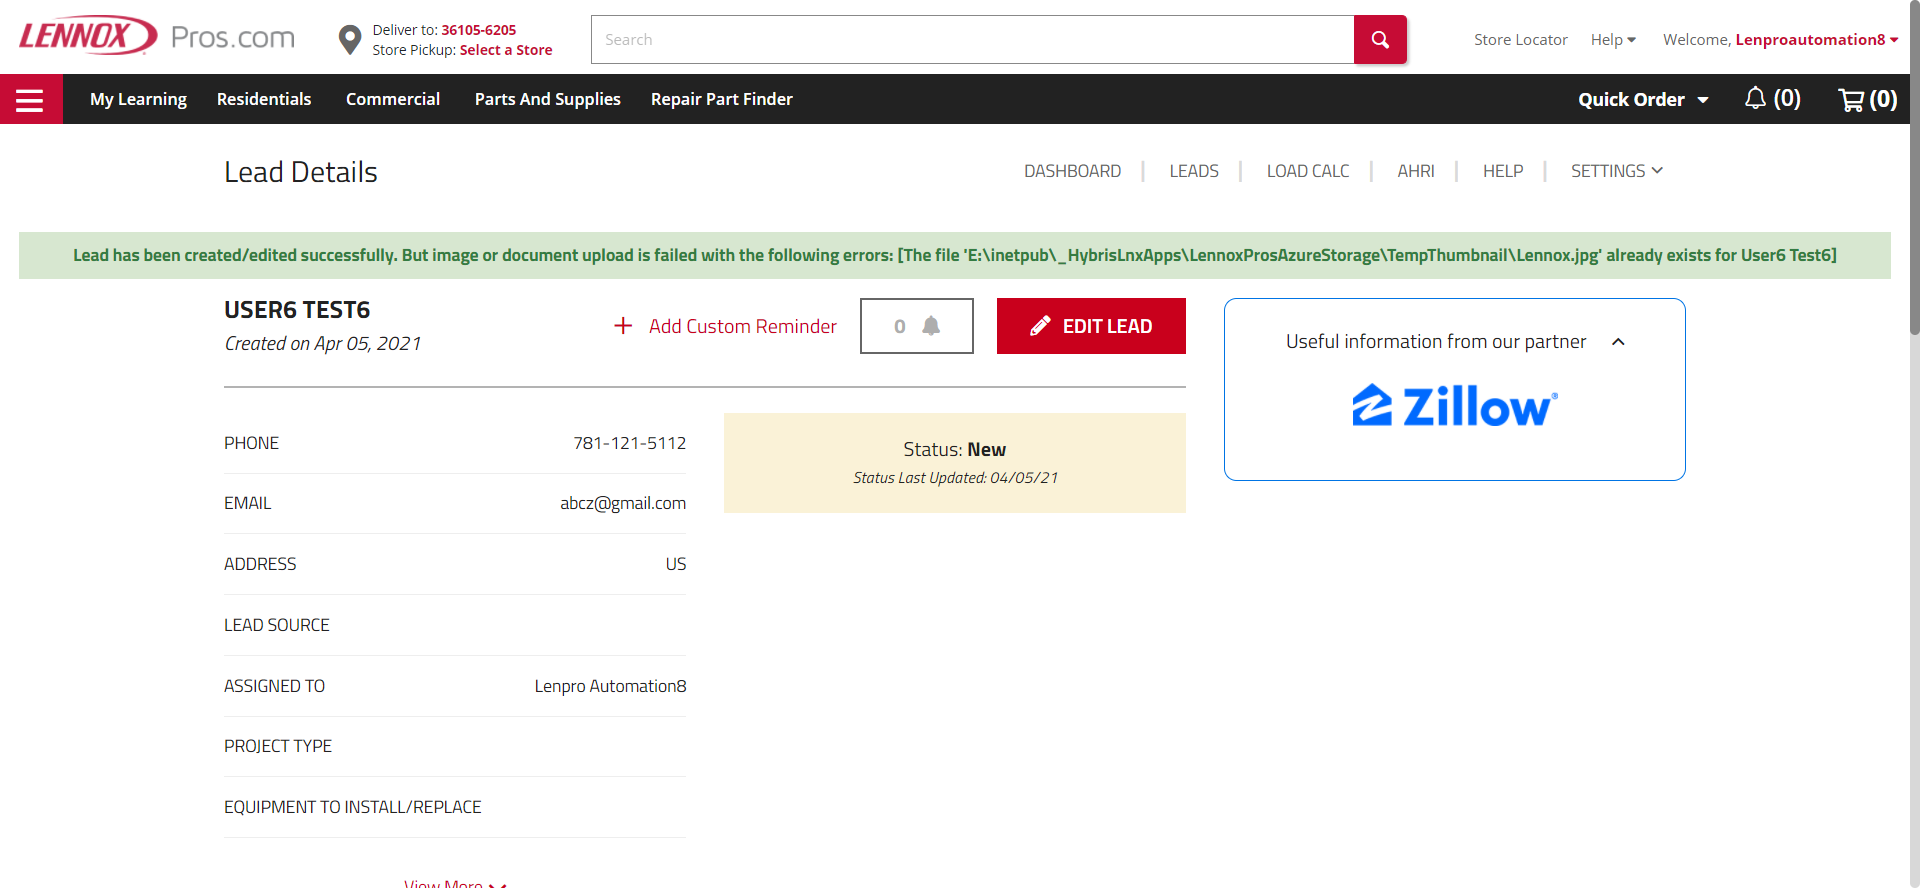 LENNOX Pros.com
Deliver to: 36105-6205
Store Pickup: Select a Store
Search
Store Locator
Help
Welcome, Lenproautomation8
My Learning
Residentials
Commercial
Parts And Supplies
Repair Part Finder
Quick Order
(0)
(0)
Lead Details
DASHBOARD
LEADS
LOAD CALC
AHRI
HELP
SETTINGS
Lead has been created/edited successfully. But image or document upload is failed with the following errors: [The file 'E:\inetpub\_HybrisLnxApps\LennoxProsAzureStorage\TempThumbnail\Lennox.jpg' already exists for User6 Test6]
USER6 TEST6
Created on Apr 05, 2021
Add Custom Reminder
0
EDIT LEAD
Useful information from our partner
Zillow®
PHONE 781-121-5112
EMAIL abcz@gmail.com
ADDRESS US
LEAD SOURCE
ASSIGNED TO Lenpro Automation8
PROJECT TYPE
EQUIPMENT TO INSTALL/REPLACE
Status: New
Status Last Updated: 04/05/21
View More